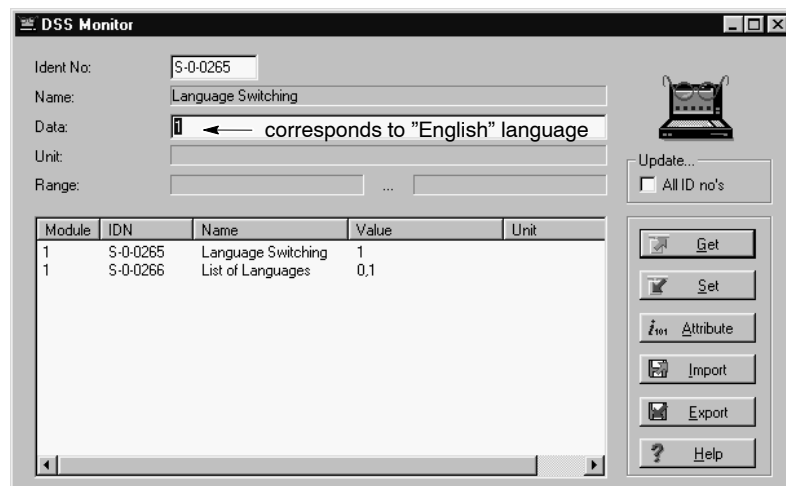 DSS Monitor
Ident No: S-0-0265
Name: Language Switching
Data: 1 corresponds to ”English” language
Unit:
Range: ...
Update...
All ID no's
Module IDN Name Value Unit
1 S-0-0265 Language Switching 1
1 S-0-0266 List of Languages 0,1
Get
Set
i101 Attribute
Import
Export
? Help